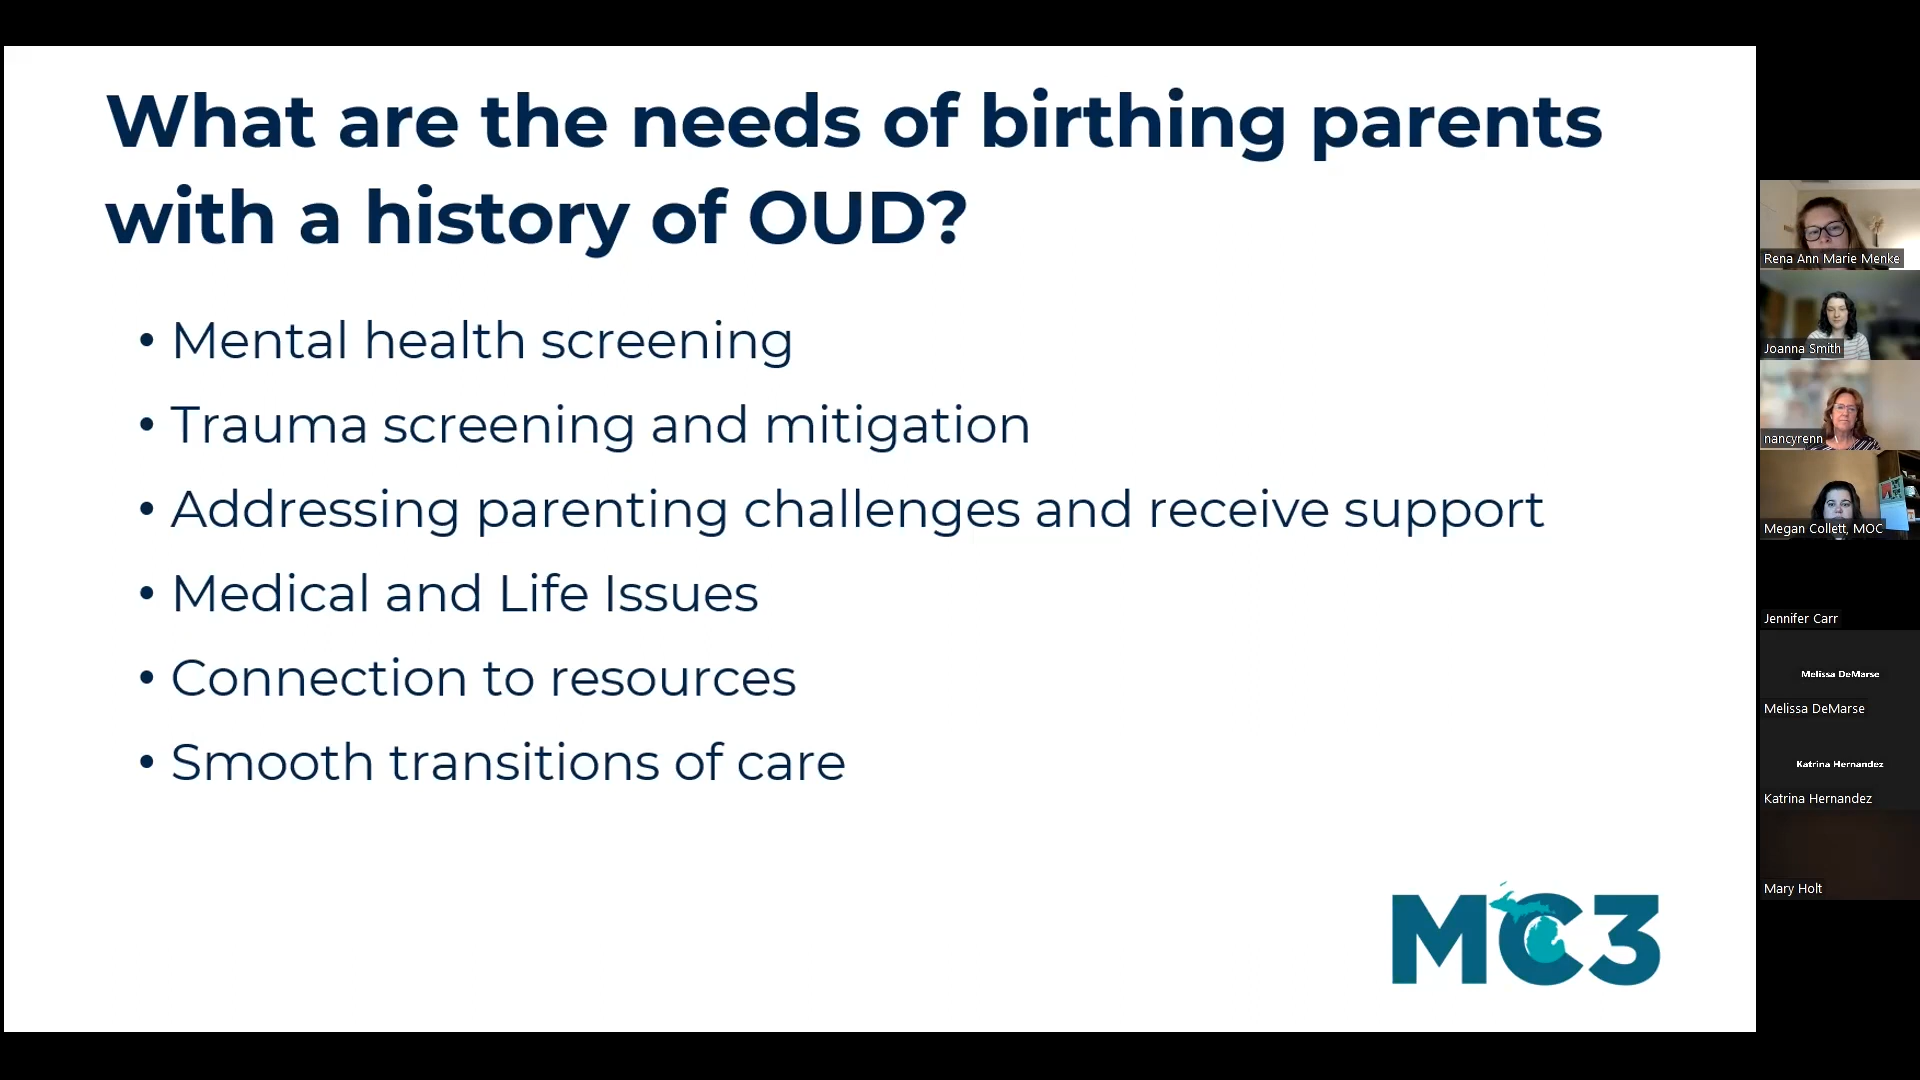 What are the needs of birthing parents
with a history of OUD?
• Mental health screening
• Trauma screening and mitigation
• Addressing parenting challenges and receive support
• Medical and Life Issues
• Connection to resources
• Smooth transitions of care
MC3
Rena Ann Marie Menke
Joanna Smith
nancyrenn
Megan Collett, MOC
Jennifer Carr
Melissa DeMarse
Melissa DeMarse
Katrina Hernandez
Katrina Hernandez
Mary Holt